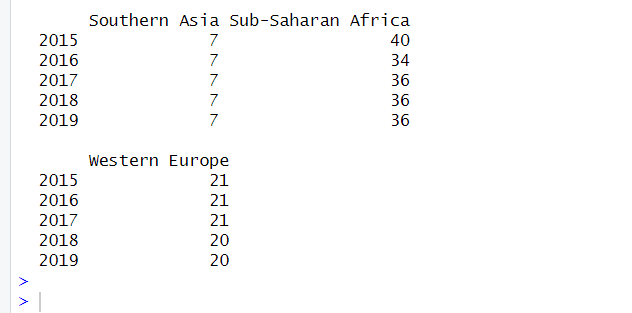 Southern Asia Sub-Saharan Africa
2015 7 40
2016 7 34
2017 7 36
2018 7 36
2019 7 36
Western Europe
2015 21
2016 21
2017 21
2018 20
2019 20
>
>